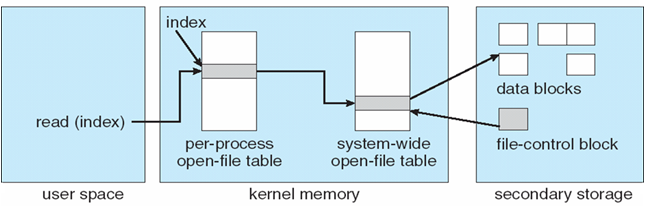 index
read (index)
per-process
open-file table
system-wide
open-file table
data blocks
file-control block
user space
kernel memory
secondary storage